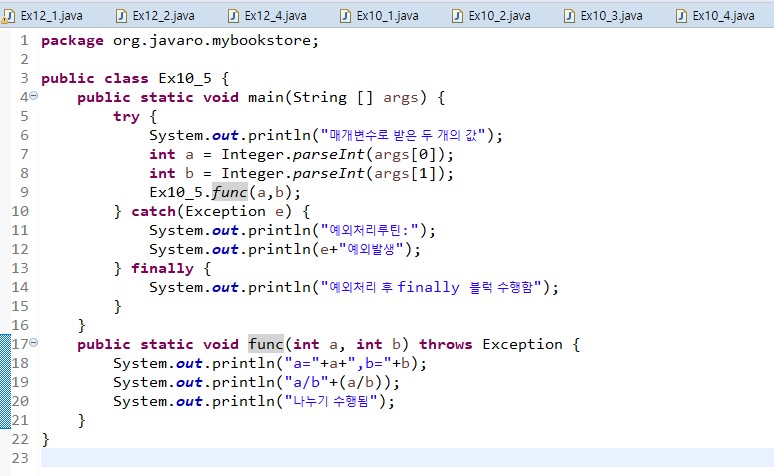 Ex12_1.java Ex12_2.java Ex12_4.java Ex10_1.java Ex10_2.java Ex10_3.java Ex10_4.java
1 package org.javaro.mybookstore;
2
3 public class Ex10_5 {
4 public static void main(String [] args) {
5 try {
6 System.out.println("매개변수로 받은 두 개의 값");
7 int a = Integer.parseInt(args[0]);
8 int b = Integer.parseInt(args[1]);
9 Ex10_5.func(a,b);
10 } catch(Exception e) {
11 System.out.println("예외처리루틴:");
12 System.out.println(e+"예외발생");
13 } finally {
14 System.out.println("예외처리 후 finally 블럭 수행함");
15 }
16 }
17 public static void func(int a, int b) throws Exception {
18 System.out.println("a="+a+",b="+b);
19 System.out.println("a/b"+(a/b));
20 System.out.println("나누기 수행됨");
21 }
22 }
23